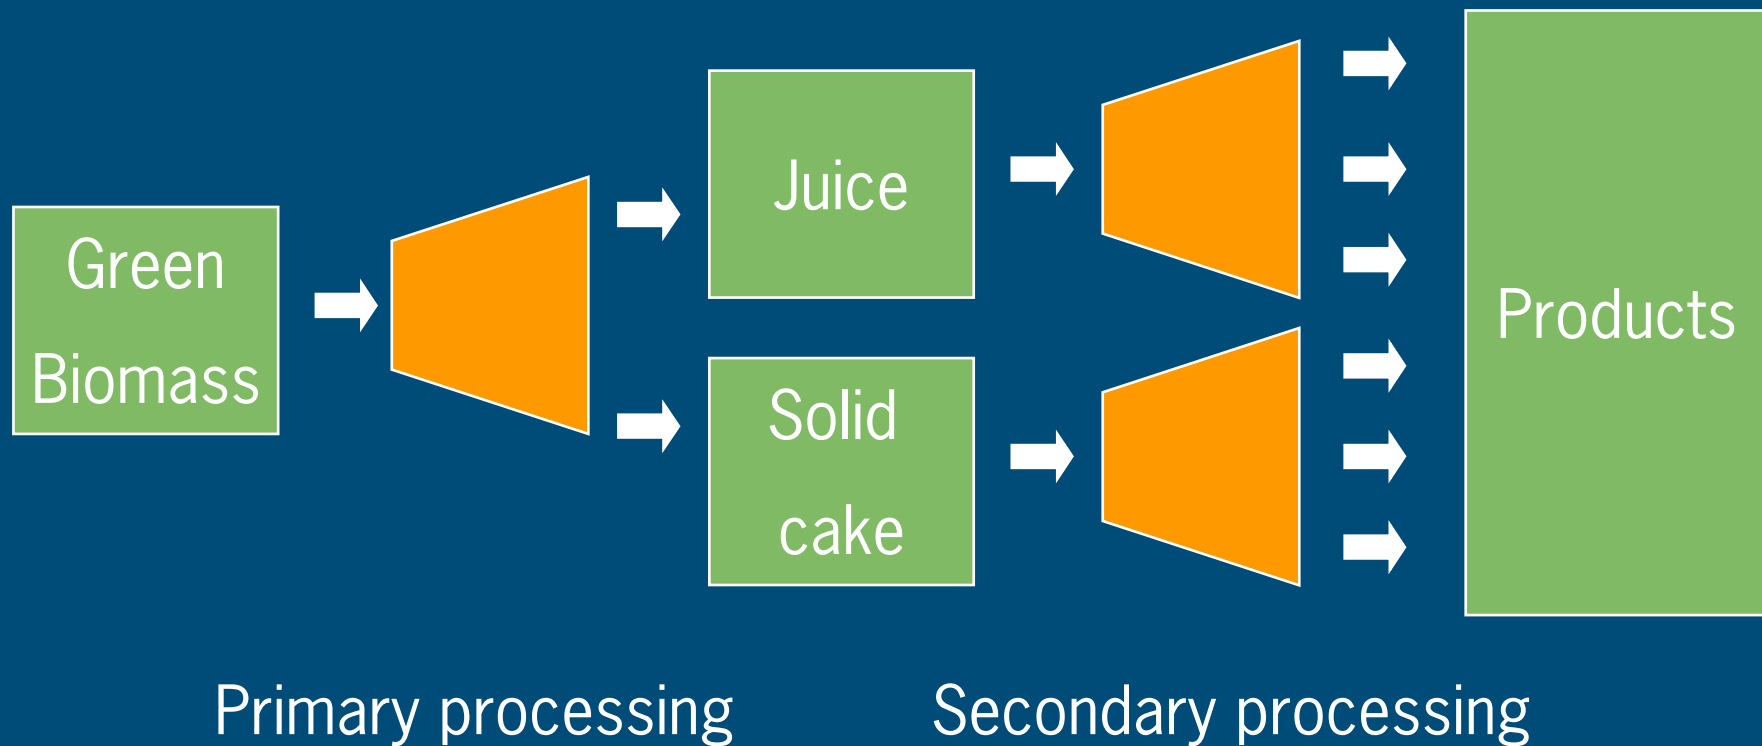 Green
Biomass
Juice
Solid
cake
Products
Primary processing
Secondary processing